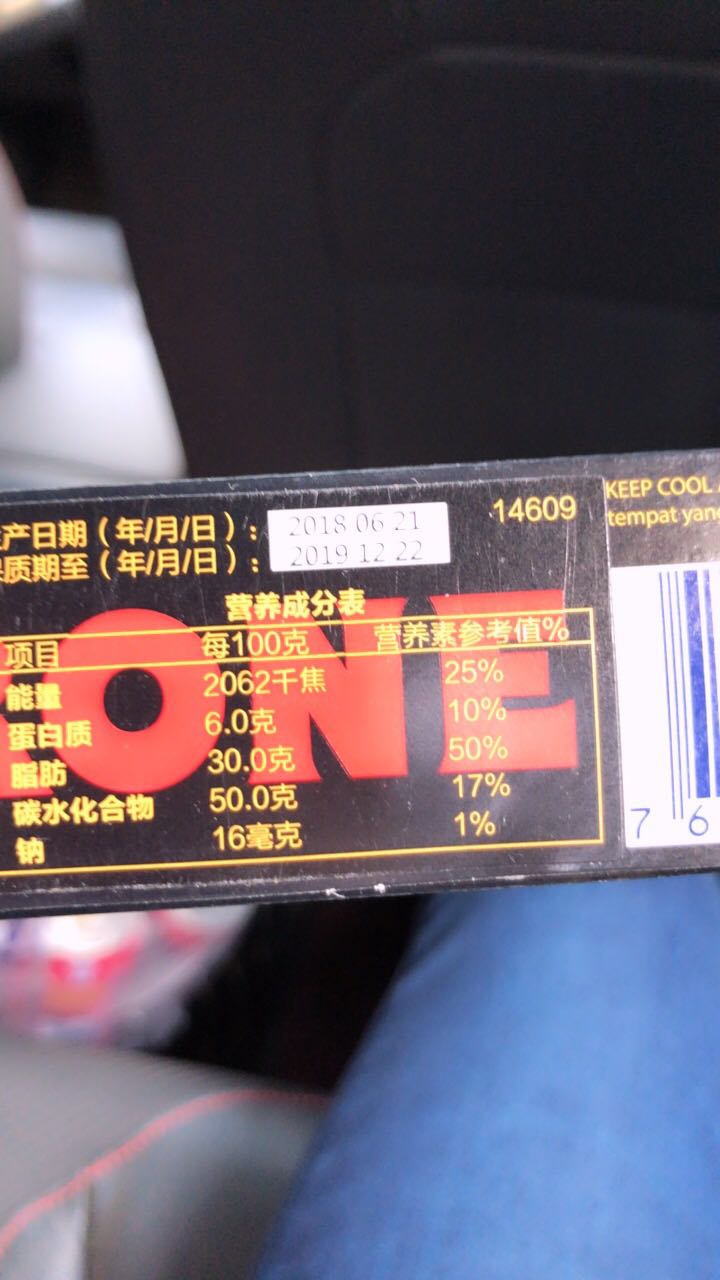 产日期（年/月/日）： 2018 06 21
质期至（年/月/日）： 2019 12 22
14609
KEEP COOL
tempat yang
营养成分表
项目 每100克 营养素参考值%
能量 2062千焦 25%
蛋白质 6.0克 10%
脂肪 30.0克 50%
碳水化合物 50.0克 17%
钠 16毫克 1%
ONE
7 6